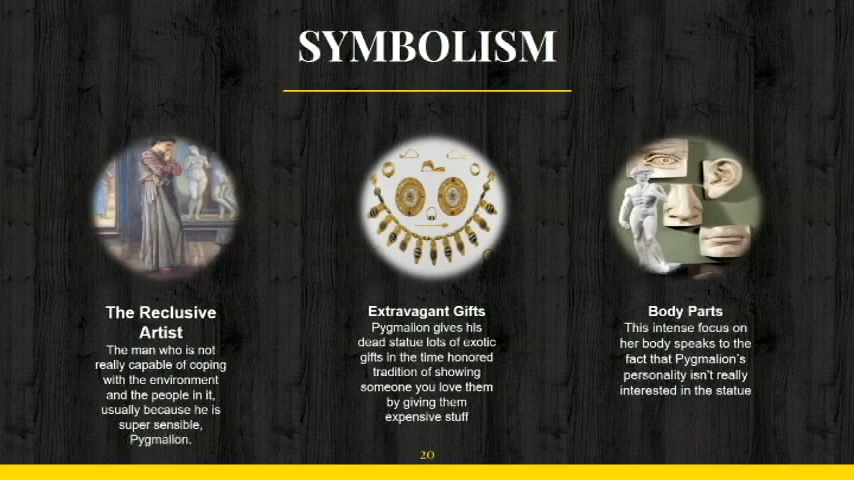 SYMBOLISM
The Reclusive
Artist
The man who is not
really capable of coping
with the environment
and the people in it,
usually because he is
super sensible,
Pygmalion.
Extravagant Gifts
Pygmalion gives his
dead statue lots of exotic
gifts in the time honored
tradition of showing
someone you love them
by giving them
expensive stuff
Body Parts
This intense focus on
her body speaks to the
fact that Pygmalion's
personality isn't really
interested in the statue
20